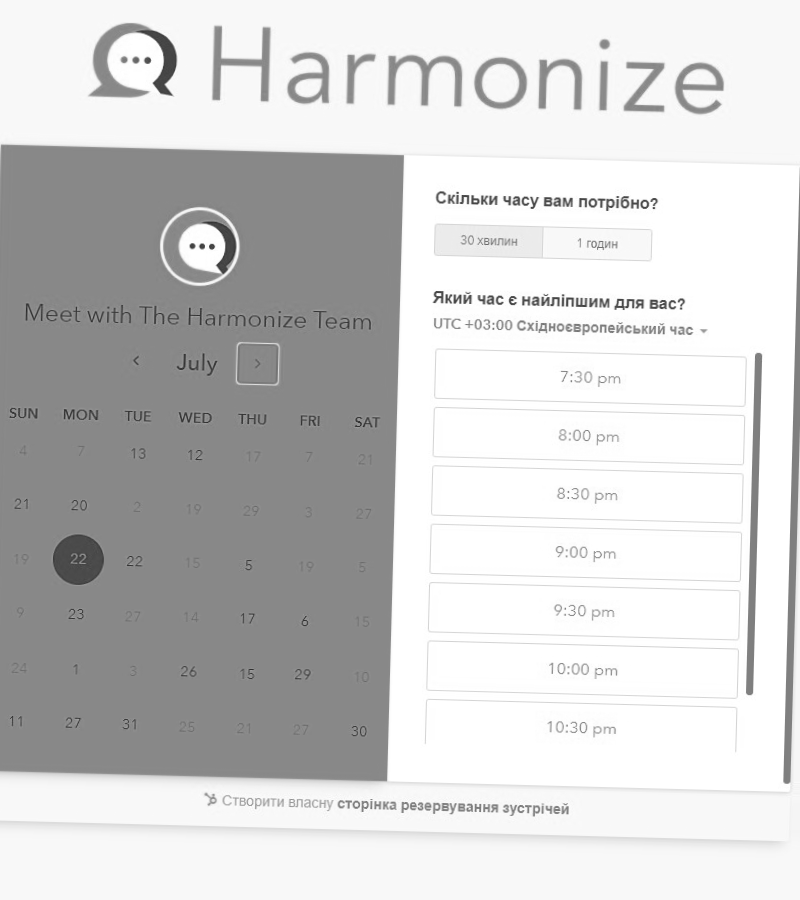 Harmonize
Meet with The Harmonize Team
July
SUN MON TUE WED THU FRI SAT
4 7 13 12 17 7 21
21 20 2 19 29 3 27
19 22 22 15 5 19 5
9 23 27 14 17 6 15
24 1 3 26 15 29 10
11 27 31 25 21 27 30
Скільки часу вам потрібно?
30 хвилин 1 годин
Який час є найліпшим для вас?
UTC +03:00 Східноєвропейський час
7:30 pm
8:00 pm
8:30 pm
9:00 pm
9:30 pm
10:00 pm
10:30 pm
Створити власну сторінка резервування зустрічей